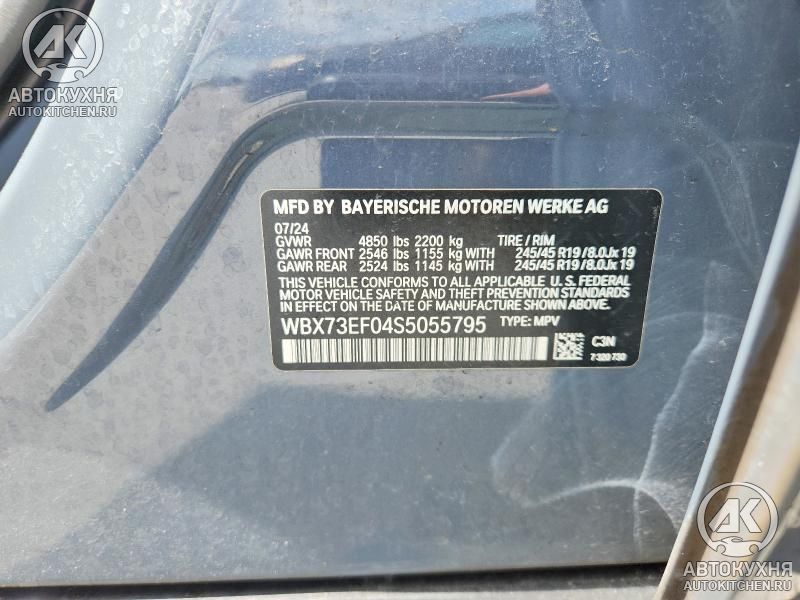 АК
АВТОКУХНЯ
AUTOKITCHEN.RU
MFD BY BAYERISCHE MOTOREN WERKE AG
07/24
GVWR 4850 lbs 2200 kg TIRE / RIM
GAWR FRONT 2546 lbs 1155 kg WITH 245/45 R19 / 8.0Jx 19
GAWR REAR 2524 lbs 1145 kg WITH 245/45 R19 / 8.0Jx 19
THIS VEHICLE CONFORMS TO ALL APPLICABLE U. S. FEDERAL
MOTOR VEHICLE SAFETY, BUMPER, AND THEFT PREVENTION STANDARDS
IN EFFECT ON THE DATE OF MANUFACTURE SHOWN ABOVE.
WBX73EF04S5055795 TYPE: MPV
C3N
7 320 730
АК
АВТОКУХНЯ
AUTOKITCHEN.RU